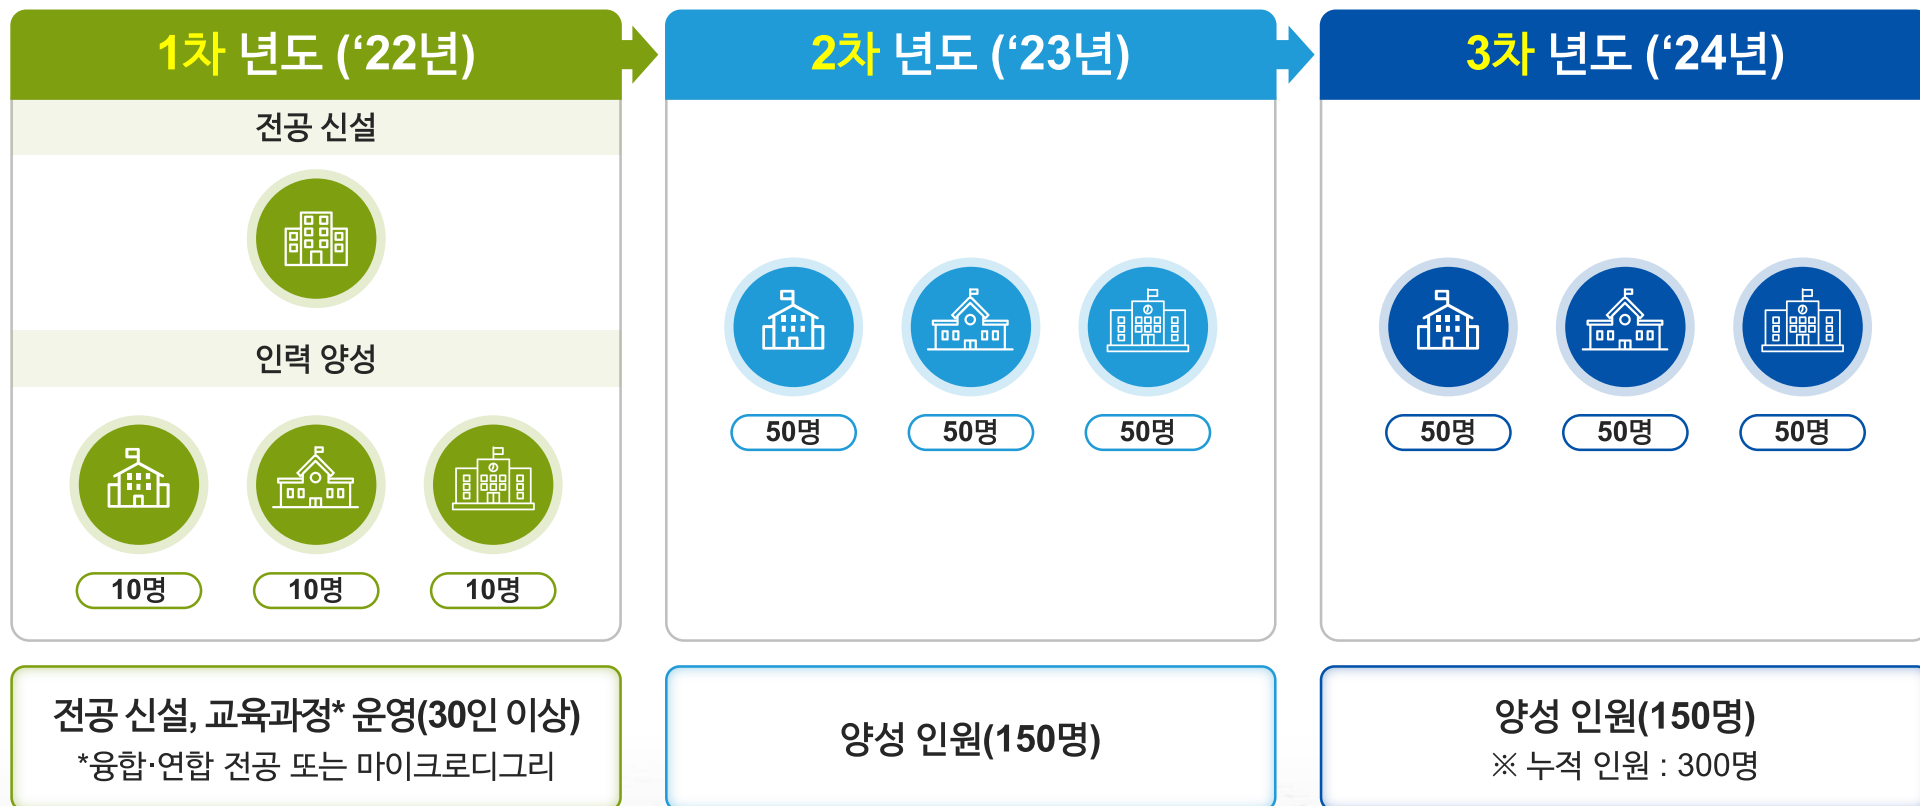 1차 년도 (‘22년)
전공 신설
인력 양성
10명
10명
10명
전공 신설, 교육과정* 운영(30인 이상)
*융합·연합 전공 또는 마이크로디그리
2차 년도 (‘23년)
50명
50명
50명
양성 인원(150명)
3차 년도 (‘24년)
50명
50명
50명
양성 인원(150명)
※ 누적 인원 : 300명